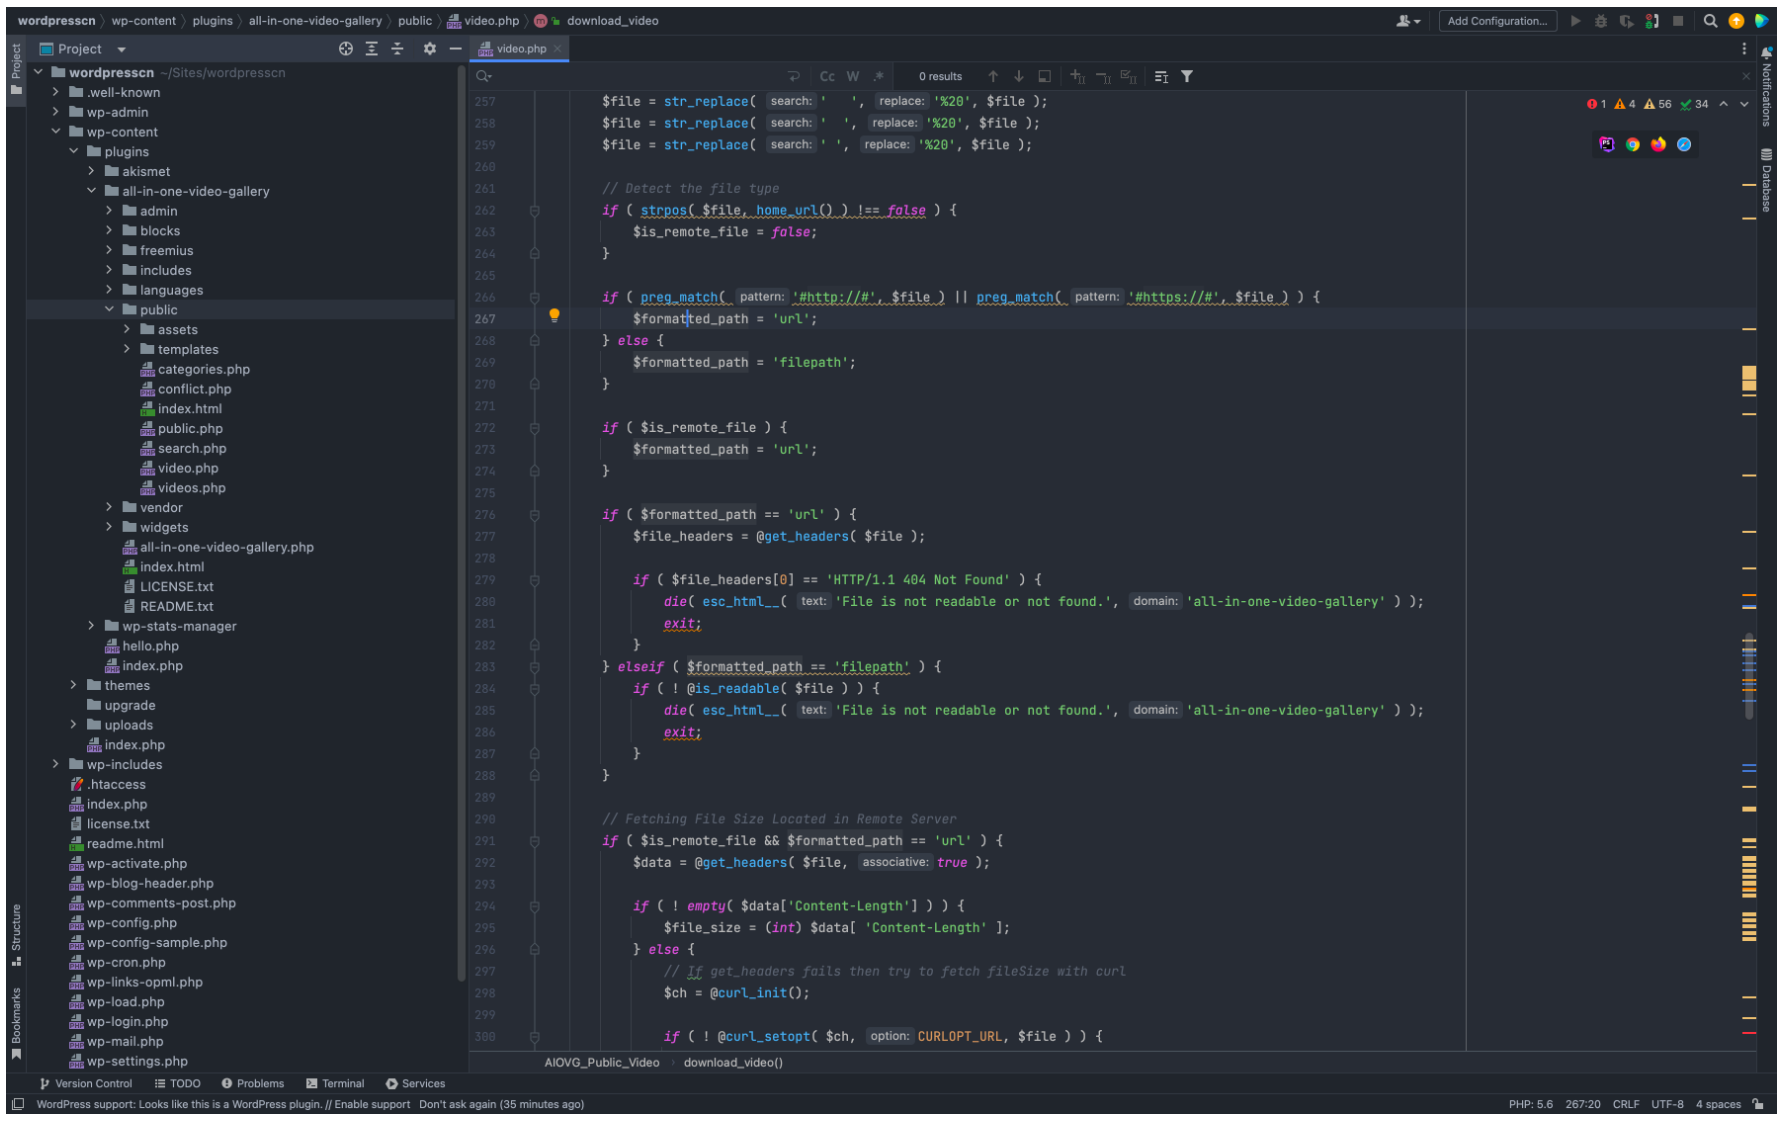 wordpresscn 〉 wp-content 〉 plugins 〉 all-in-one-video-gallery 〉 public 〉 video.php 〉 m download_video
Add Configuration...
Project
video.php
Cc W .* 0 results
Project
Structure
Bookmarks
Notifications
Database
wordpresscn ~/Sites/wordpresscn
.well-known
wp-admin
wp-content
plugins
akismet
all-in-one-video-gallery
admin
blocks
freemius
includes
languages
public
assets
templates
categories.php
conflict.php
index.html
public.php
search.php
video.php
videos.php
vendor
widgets
all-in-one-video-gallery.php
index.html
LICENSE.txt
README.txt
wp-stats-manager
hello.php
index.php
themes
upgrade
uploads
index.php
wp-includes
.htaccess
index.php
license.txt
readme.html
wp-activate.php
wp-blog-header.php
wp-comments-post.php
wp-config.php
wp-config-sample.php
wp-cron.php
wp-links-opml.php
wp-load.php
wp-login.php
wp-mail.php
wp-settings.php
1 4 56 34
257 $file = str_replace( search: '   ', replace: '%20', $file );
258 $file = str_replace( search: '  ', replace: '%20', $file );
259 $file = str_replace( search: ' ', replace: '%20', $file );
260
261 // Detect the file type
262 if ( strpos( $file, home_url() ) !== false ) {
263 $is_remote_file = false;
264 }
265
266 if ( preg_match( pattern: '#http://#', $file ) || preg_match( pattern: '#https://#', $file ) ) {
267 $formatted_path = 'url';
268 } else {
269 $formatted_path = 'filepath';
270 }
271
272 if ( $is_remote_file ) {
273 $formatted_path = 'url';
274 }
275
276 if ( $formatted_path == 'url' ) {
277 $file_headers = @get_headers( $file );
278
279 if ( $file_headers[0] == 'HTTP/1.1 404 Not Found' ) {
280 die( esc_html__( text: 'File is not readable or not found.', domain: 'all-in-one-video-gallery' ) );
281 exit;
282 }
283 } elseif ( $formatted_path == 'filepath' ) {
284 if ( ! @is_readable( $file ) ) {
285 die( esc_html__( text: 'File is not readable or not found.', domain: 'all-in-one-video-gallery' ) );
286 exit;
287 }
288 }
289
290 // Fetching File Size Located in Remote Server
291 if ( $is_remote_file && $formatted_path == 'url' ) {
292 $data = @get_headers( $file, associative: true );
293
294 if ( ! empty( $data['Content-Length'] ) ) {
295 $file_size = (int) $data[ 'Content-Length' ];
296 } else {
297 // If get_headers fails then try to fetch fileSize with curl
298 $ch = @curl_init();
299
300 if ( ! @curl_setopt( $ch, option: CURLOPT_URL, $file ) ) {
AIOVG_Public_Video 〉 download_video()
Version Control TODO Problems Terminal Services
WordPress support: Looks like this is a WordPress plugin. // Enable support Don't ask again (35 minutes ago)
PHP: 5.6 267:20 CRLF UTF-8 4 spaces